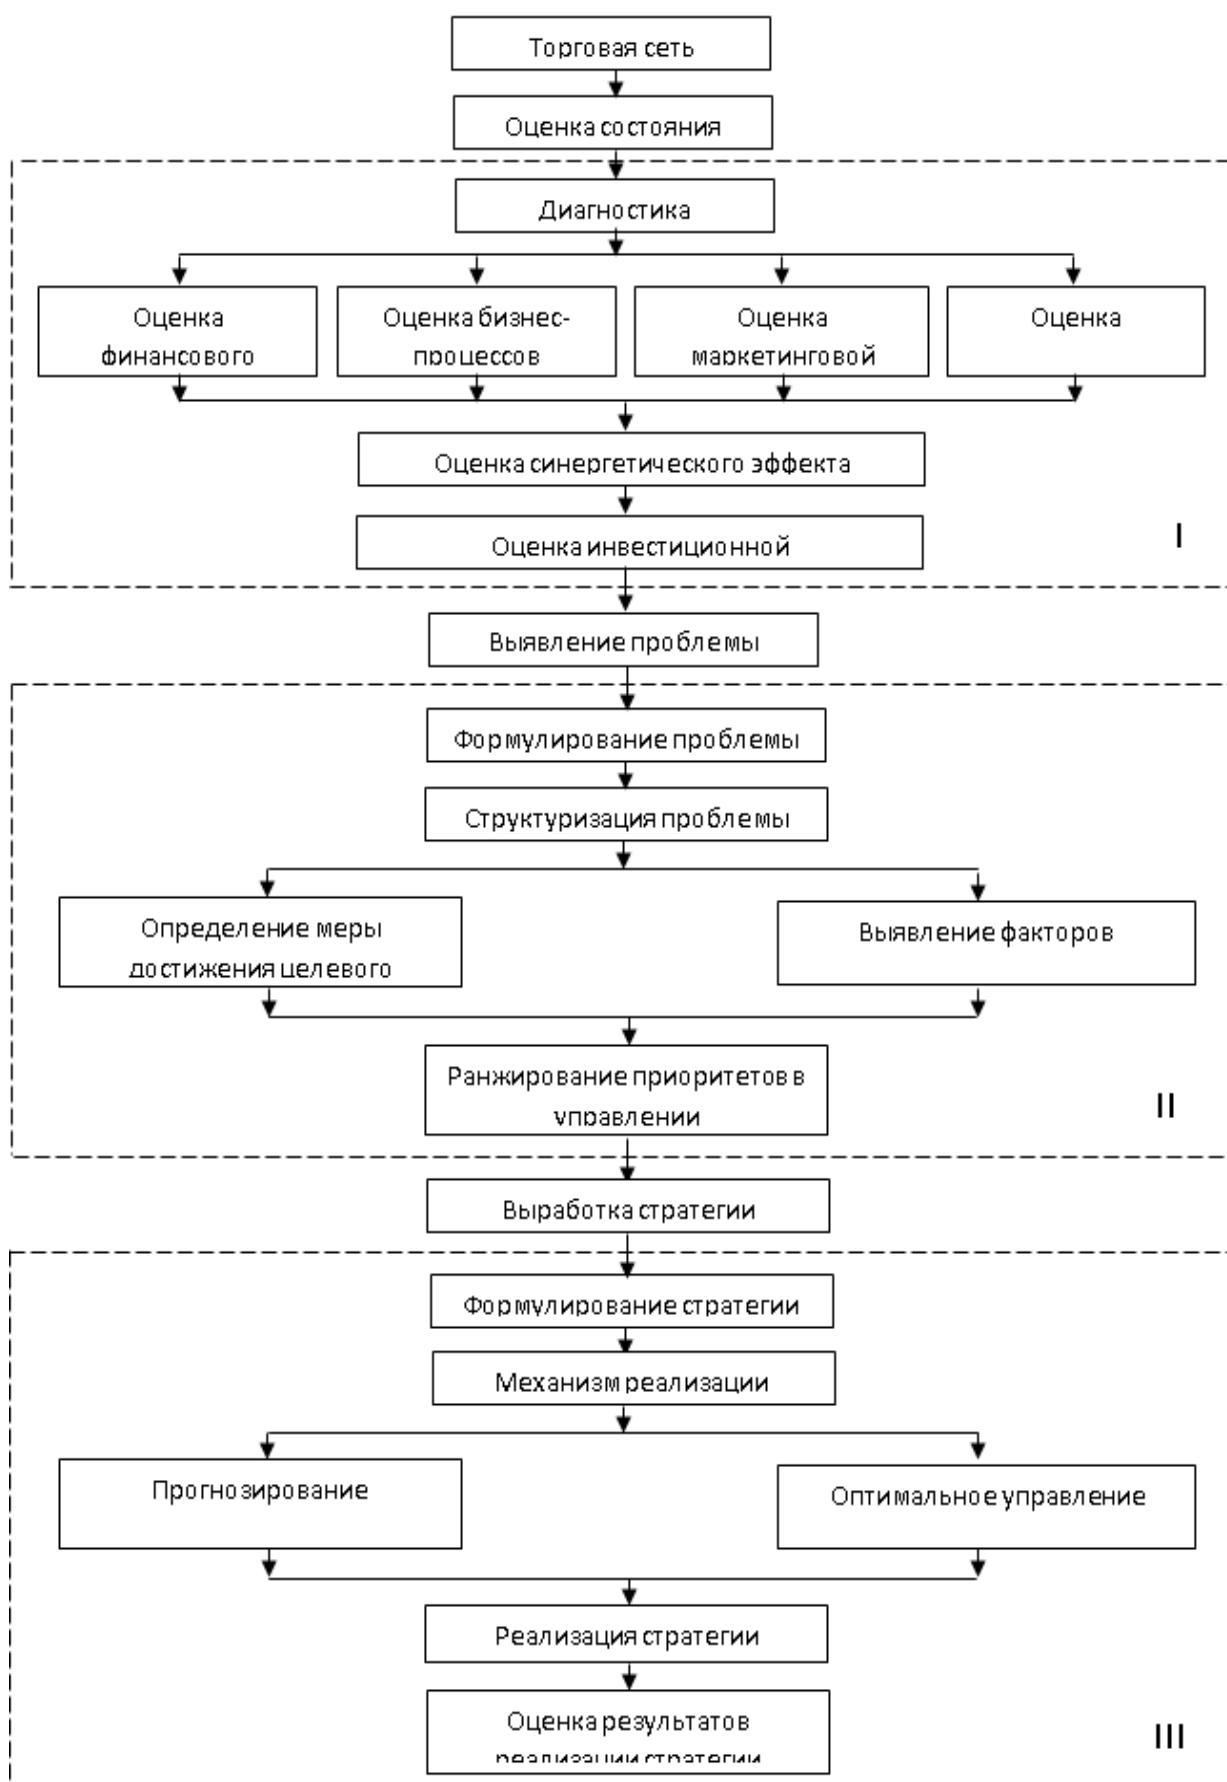 Торговая сеть
Оценка состояния
Диагностика
Оценка
финансового
Оценка бизнес-
процессов
Оценка
маркетинговой
Оценка
Оценка синергетического эффекта
Оценка инвестиционной
I
Выявление проблемы
Формулирование проблемы
Структуризация проблемы
Определение меры
достижения целевого
Выявление факторов
Ранжирование приоритетов в
управлении
II
Выработка стратегии
Формулирование стратегии
Механизм реализации
Прогнозирование
Оптимальное управление
Реализация стратегии
Оценка результатов
реализации стратегии
III